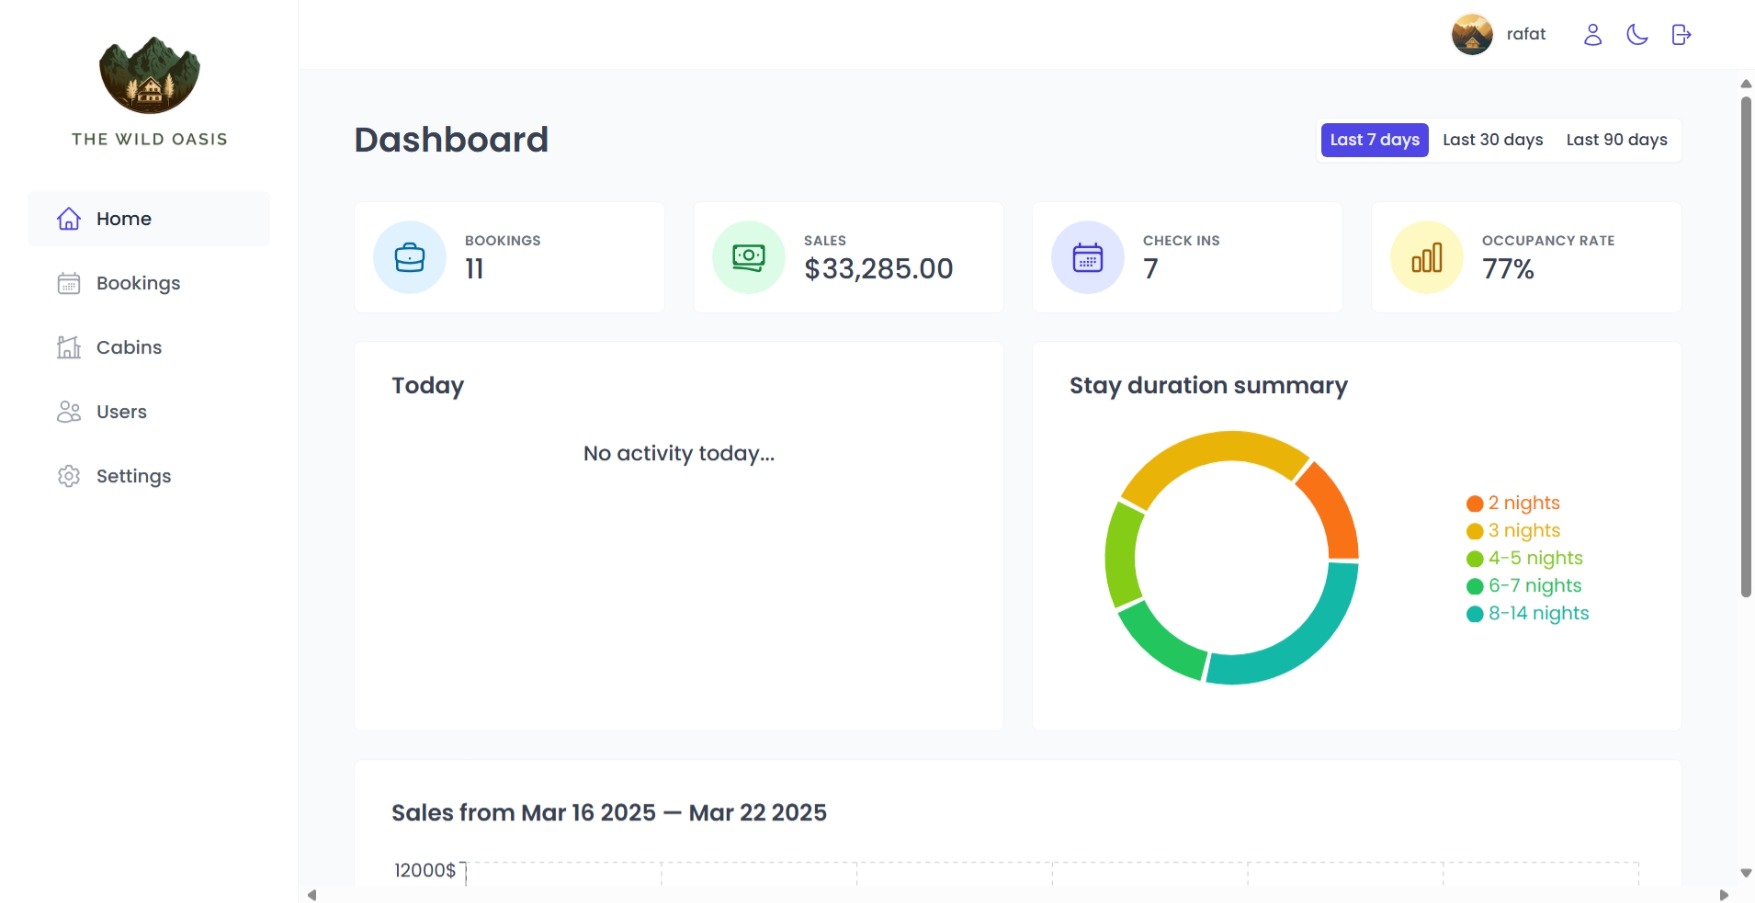 THE WILD OASIS
Home
Bookings
Cabins
Users
Settings
rafat
Dashboard
Last 7 days Last 30 days Last 90 days
BOOKINGS
11
SALES
$33,285.00
CHECK INS
7
OCCUPANCY RATE
77%
Today
No activity today...
Stay duration summary
2 nights
3 nights
4-5 nights
6-7 nights
8-14 nights
Sales from Mar 16 2025 — Mar 22 2025
12000$